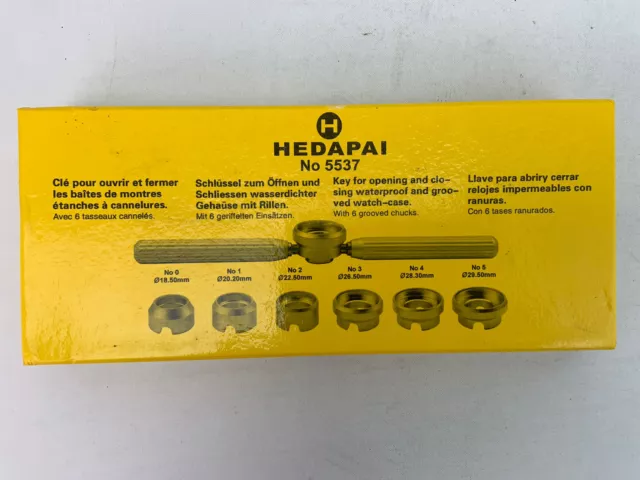 H
HEDAPAI
No 5537
Clé pour ouvrir et fermer
les baîtes de montres
étanches à cannelures.
Avec 6 tasseaux cannelés.
Schlüssel zum Öffnen und
Schliessen wasserdichter
Gehaüse mit Rillen.
Mit 6 geriffelten Einsätzen.
Key for opening and clo-
sing waterproof and groo-
ved watch-case.
With 6 grooved chucks.
Llave para abriry cerrar
relojes impermeables con
ranuras.
Con 6 tases ranurados.
No 0
Ø18.50mm
No 1
Ø20.20mm
No 2
Ø22.50mm
No 3
Ø26.50mm
No 4
Ø28.30mm
No 5
Ø29.50mm